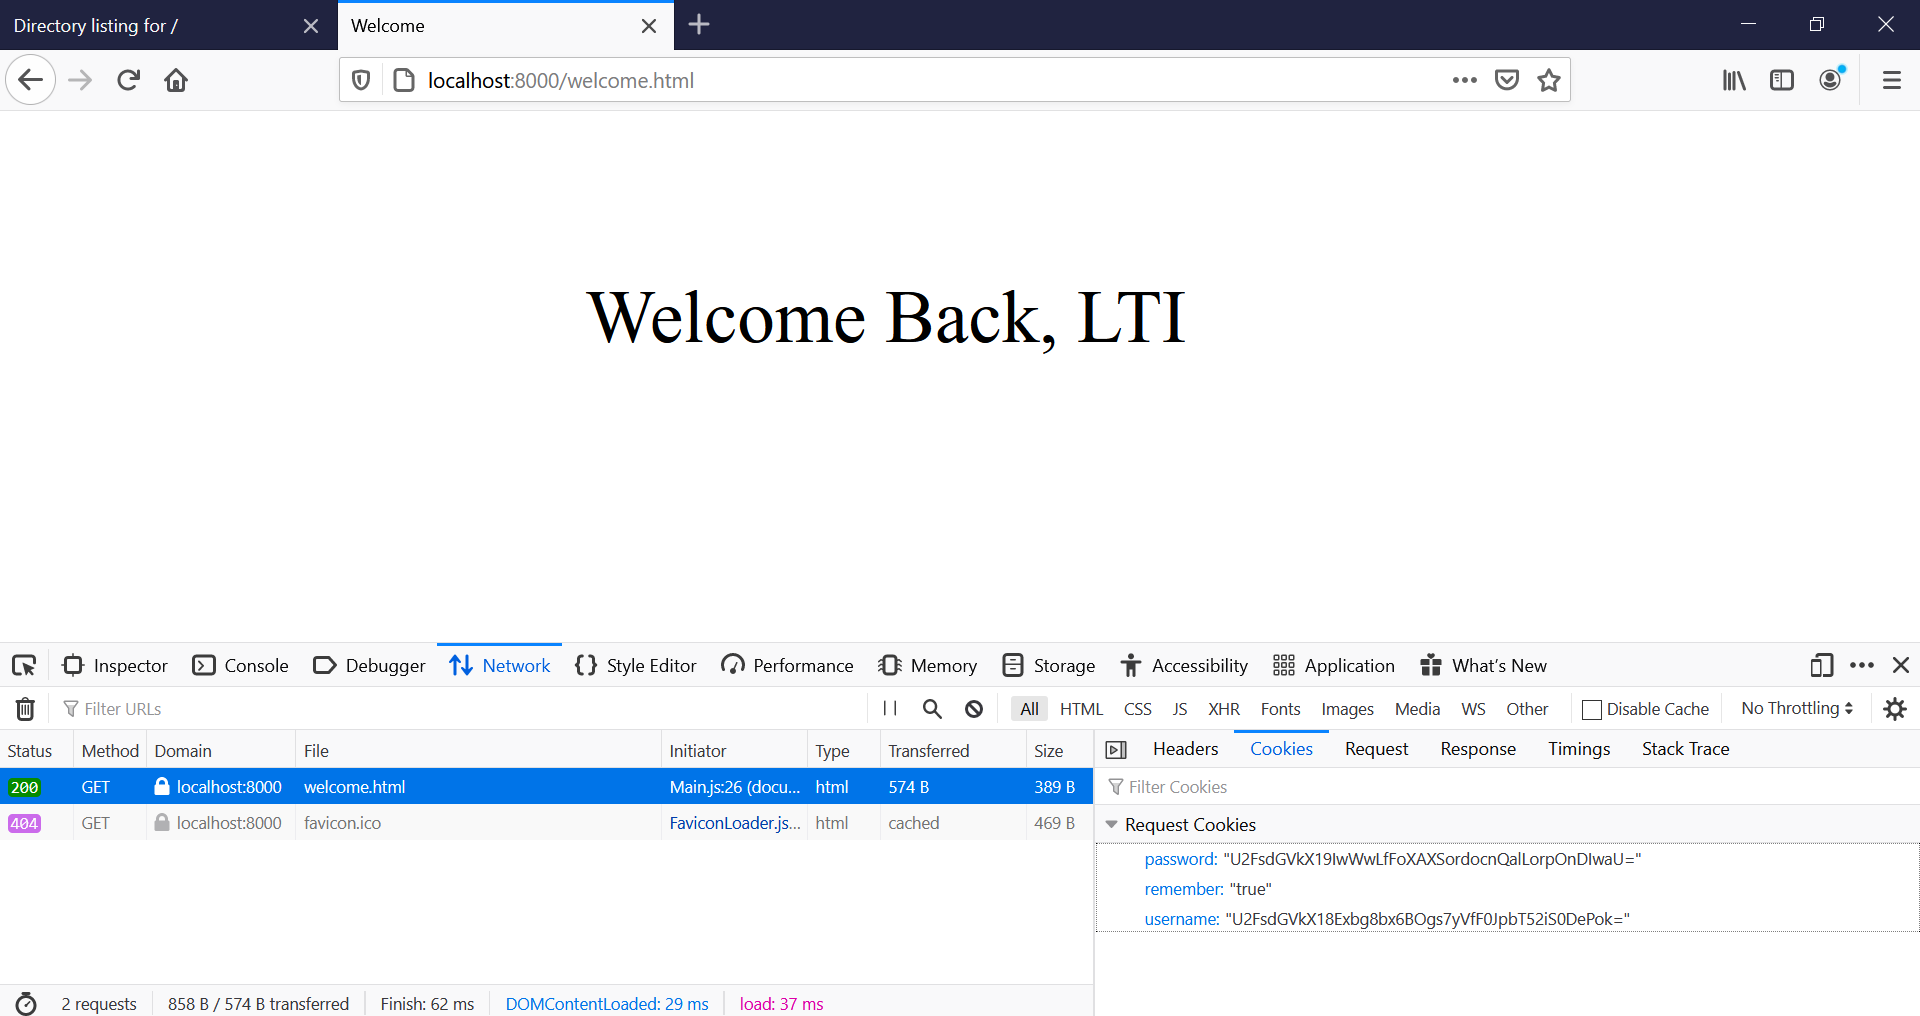 Directory listing for /
Welcome
localhost:8000/welcome.html
Welcome Back, LTI
Inspector Console Debugger Network Style Editor Performance Memory Storage Accessibility Application What's New
Filter URLs All HTML CSS JS XHR Fonts Images Media WS Other Disable Cache No Throttling
Status Method Domain File Initiator Type Transferred Size
200 GET localhost:8000 welcome.html Main.js:26 (docu... html 574 B 389 B
404 GET localhost:8000 favicon.ico FaviconLoader.js... html cached 469 B
Headers Cookies Request Response Timings Stack Trace
Filter Cookies
Request Cookies
password: "U2FsdGVkX19IwWwLfFoXAXSordocnQalLorpOnDIwaU="
remember: "true"
username: "U2FsdGVkX18Exbg8bx6BOgs7yVfF0JpbT52iS0DePok="
2 requests 858 B / 574 B transferred Finish: 62 ms DOMContentLoaded: 29 ms load: 37 ms